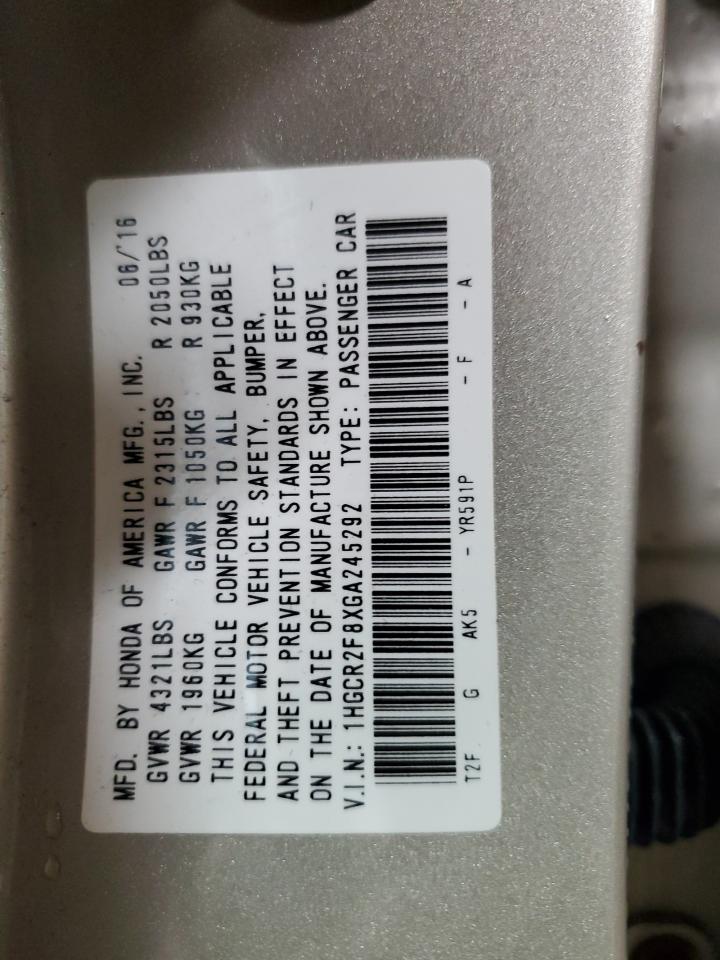 MFD. BY HONDA OF AMERICA MFG., INC. 06/'16
GVWR 4321LBS GAWR F 2315LBS R 2050LBS
GVWR 1960KG GAWR F 1050KG R 930KG
THIS VEHICLE CONFORMS TO ALL APPLICABLE
FEDERAL MOTOR VEHICLE SAFETY, BUMPER,
AND THEFT PREVENTION STANDARDS IN EFFECT
ON THE DATE OF MANUFACTURE SHOWN ABOVE.
V.I.N.: 1HGCR2F8XGA245292 TYPE: PASSENGER CAR
T2F G AK5 - YR591P - F - A